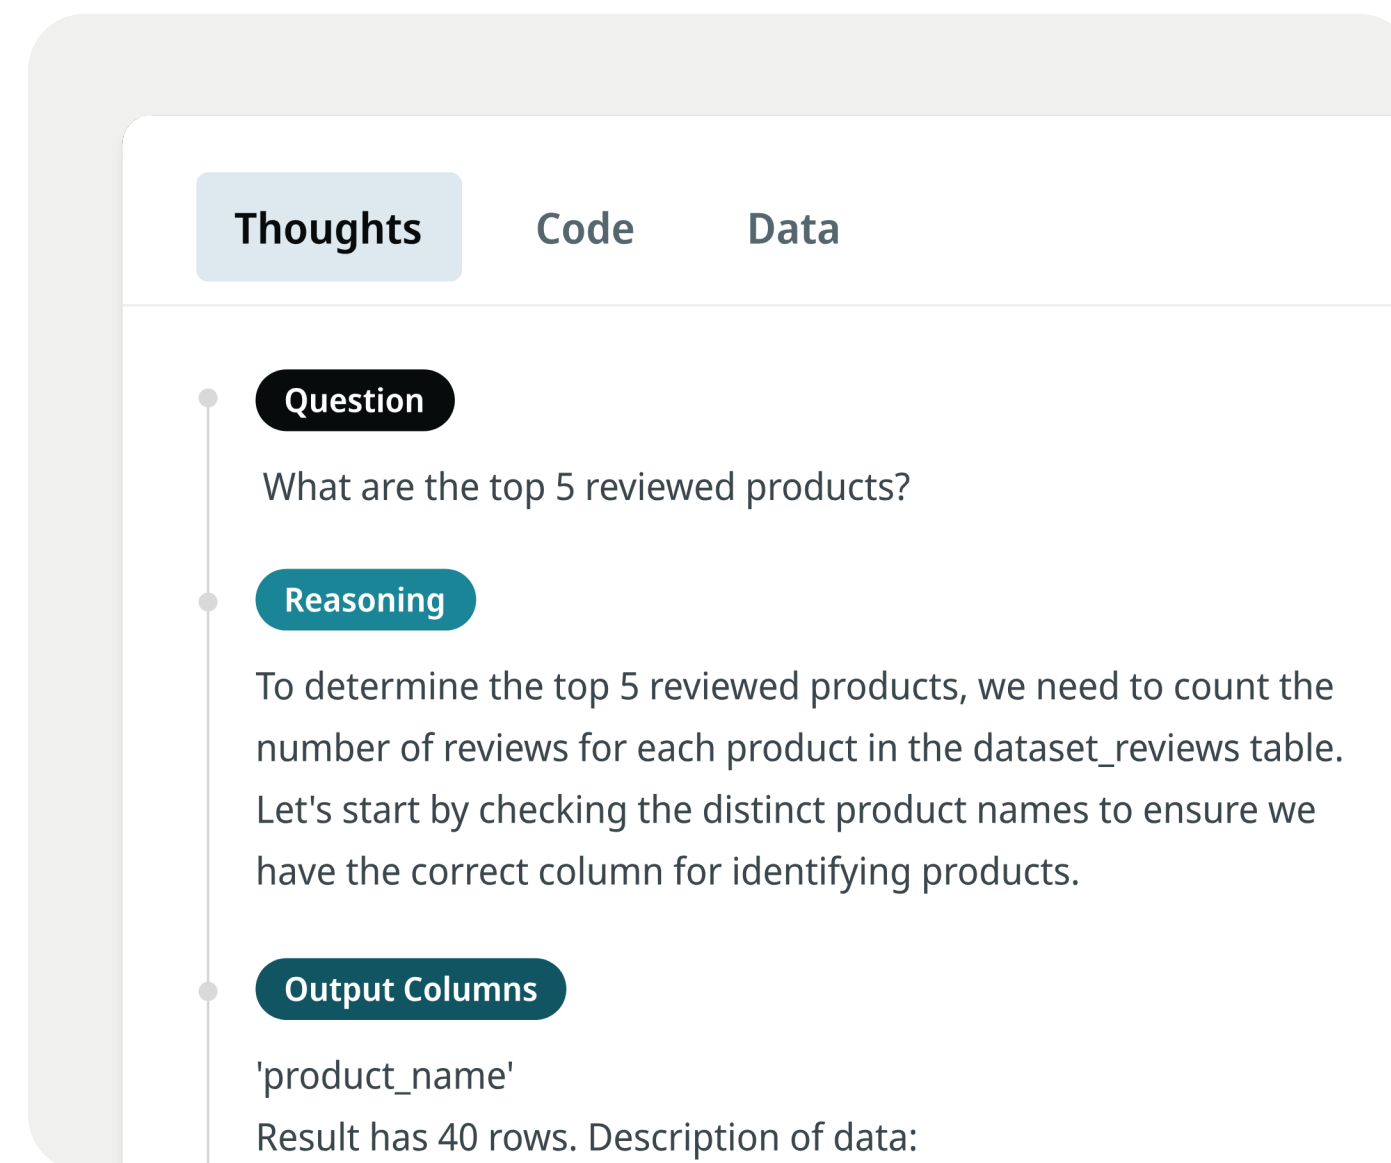 Thoughts Code Data
Question
What are the top 5 reviewed products?
Reasoning
To determine the top 5 reviewed products, we need to count the
number of reviews for each product in the dataset_reviews table.
Let's start by checking the distinct product names to ensure we
have the correct column for identifying products.
Output Columns
'product_name'
Result has 40 rows. Description of data: